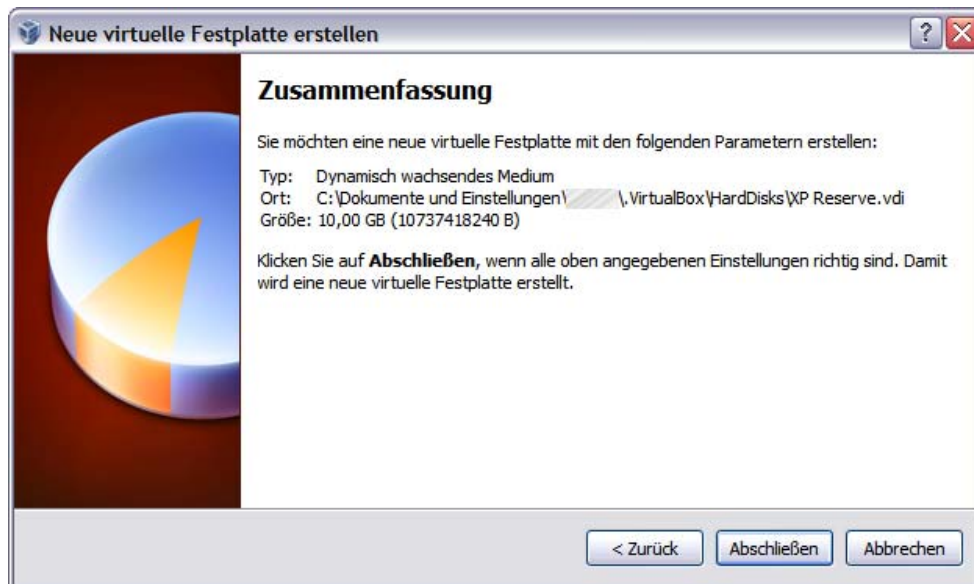 Neue virtuelle Festplatte erstellen
?
Zusammenfassung
Sie möchten eine neue virtuelle Festplatte mit den folgenden Parametern erstellen:
Typ: Dynamisch wachsendes Medium
Ort: C:\Dokumente und Einstellungen\ \.VirtualBox\HardDisks\XP Reserve.vdi
Größe: 10,00 GB (10737418240 B)
Klicken Sie auf Abschließen, wenn alle oben angegebenen Einstellungen richtig sind. Damit
wird eine neue virtuelle Festplatte erstellt.
< Zurück Abschließen Abbrechen